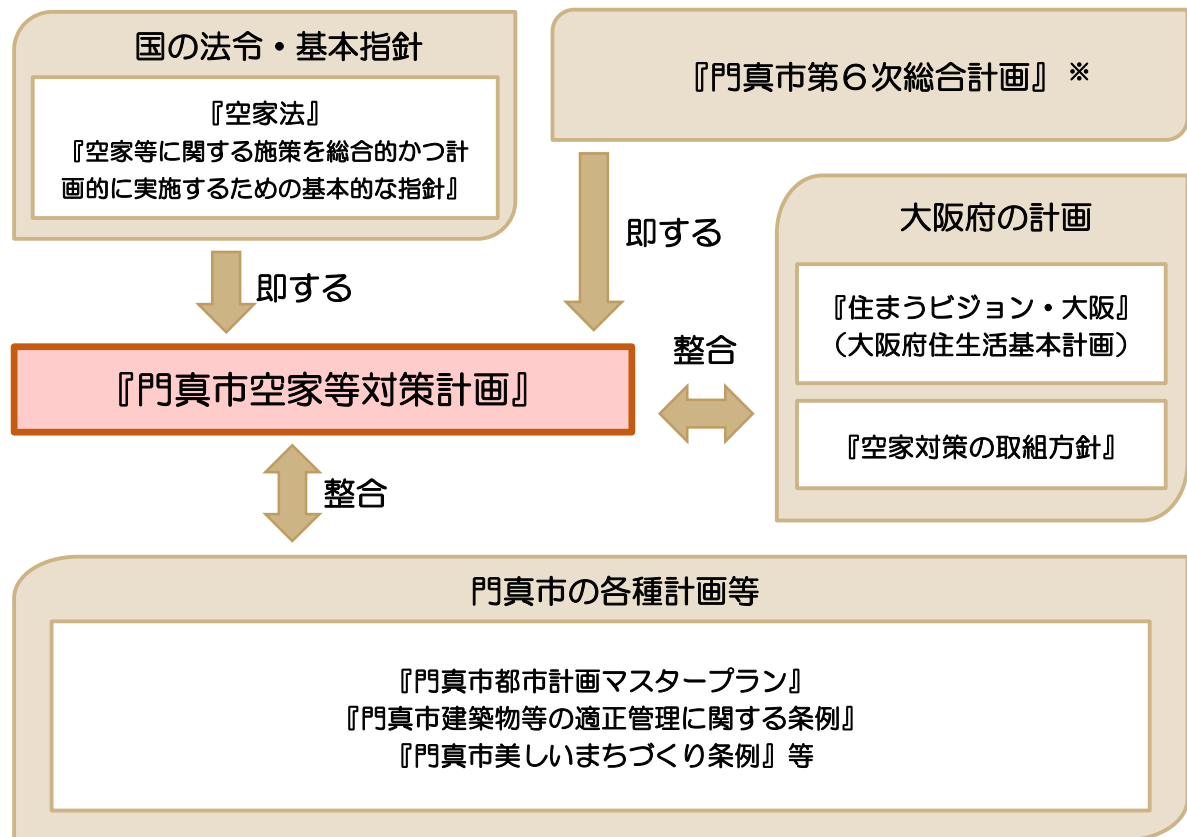 国の法令・基本指針
『空家法』
『空家等に関する施策を総合的かつ計
画的に実施するための基本的な指針』
『門真市第６次総合計画』※
即する
即する
大阪府の計画
『住まうビジョン・大阪』
（大阪府住生活基本計画）
『空家対策の取組方針』
整合
『門真市空家等対策計画』
整合
門真市の各種計画等
『門真市都市計画マスタープラン』
『門真市建築物等の適正管理に関する条例』
『門真市美しいまちづくり条例』等